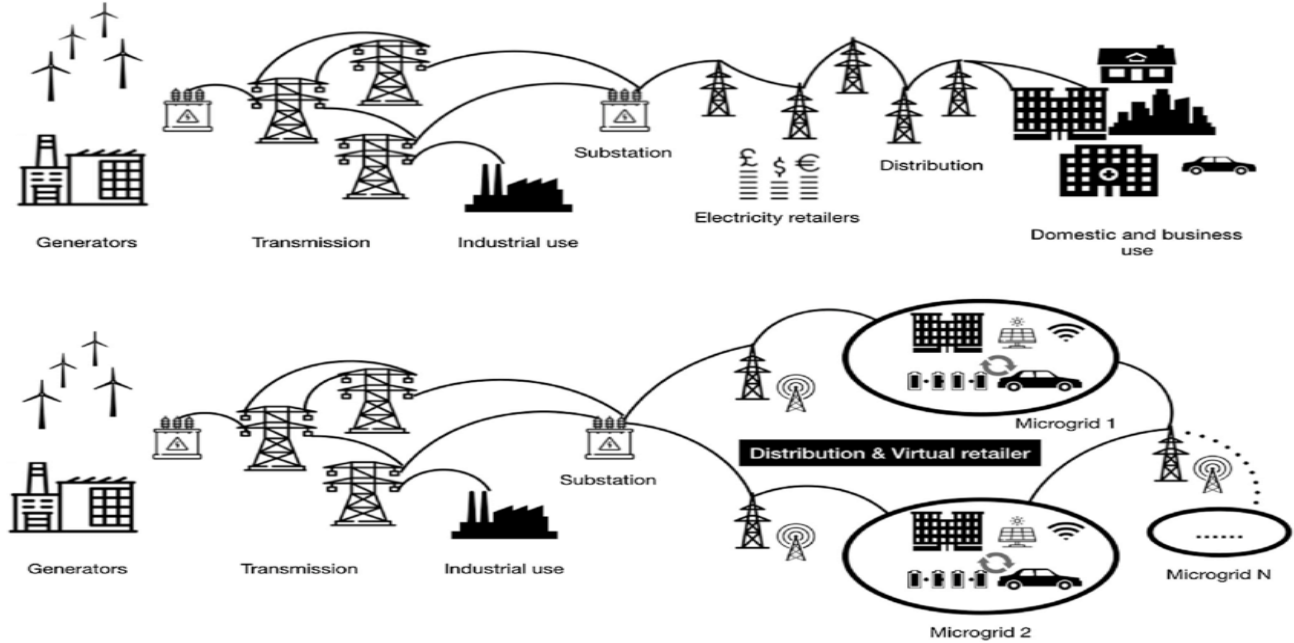 Substation
£ $ €
Distribution
Electricity retailers
Generators
Transmission
Industrial use
Domestic and business
use
Microgrid 1
Distribution & Virtual retailer
Substation
......
Generators
Transmission
Industrial use
Microgrid N
Microgrid 2